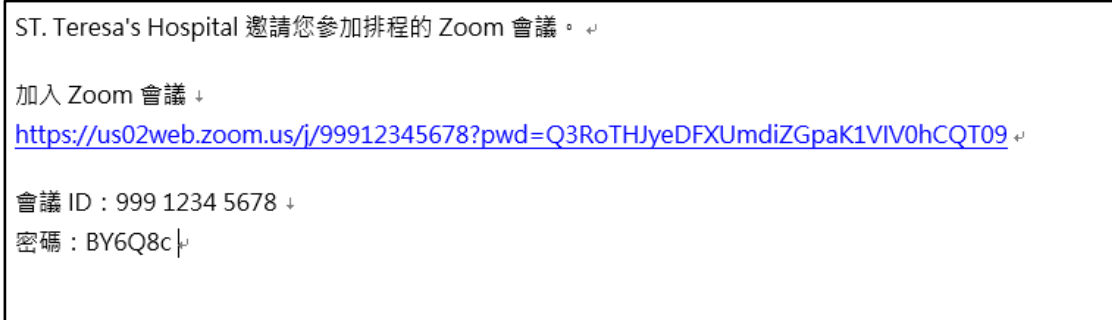 ST. Teresa's Hospital 邀請您參加排程的 Zoom 會議。
加入 Zoom 會議
https://us02web.zoom.us/j/99912345678?pwd=Q3RoTHJyeDFXUmdiZGpaK1VIV0hCQT09
會議 ID：999 1234 5678
密碼：BY6Q8c